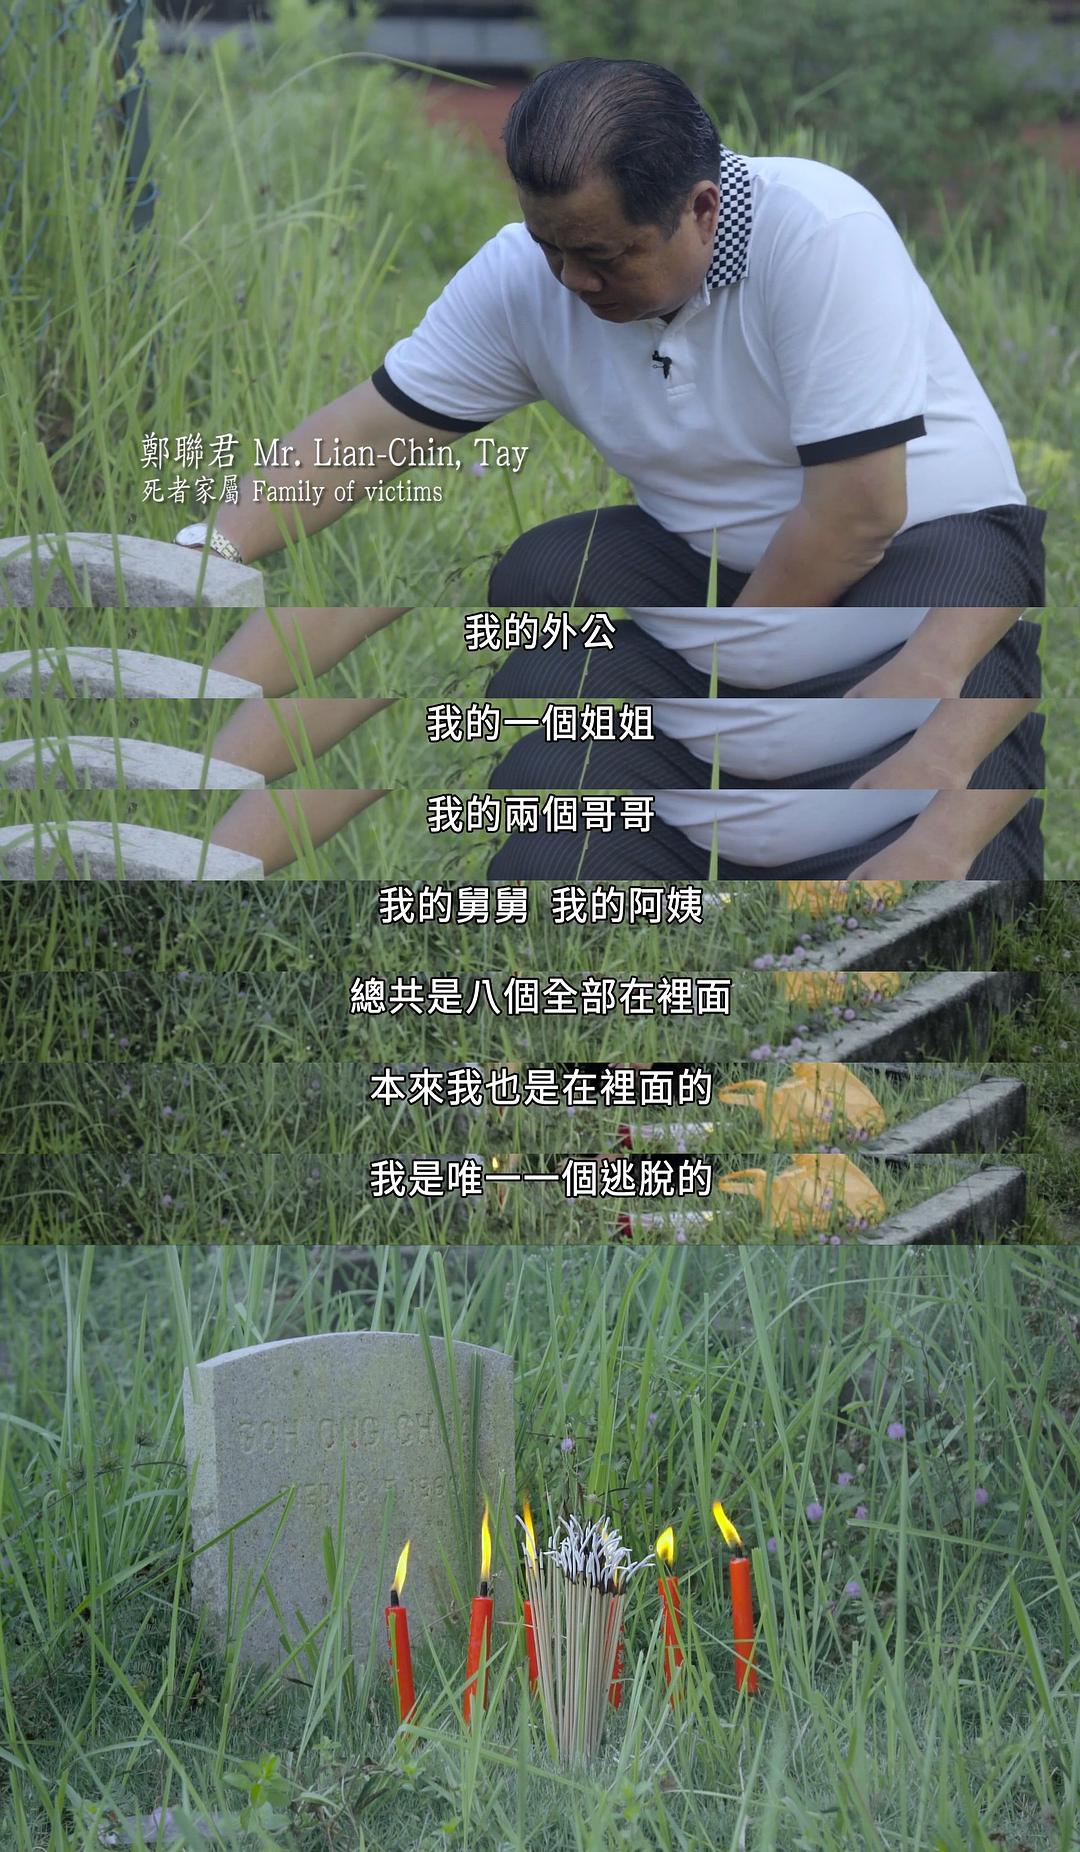 鄭聯君 Mr. Lian-Chin, Tay
死者家屬 Family of victims
我的外公
我的一個姐姐
我的兩個哥哥
我的舅舅 我的阿姨
總共是八個全部在裡面
本來我也是在裡面的
我是唯一一個逃脫的
ONG